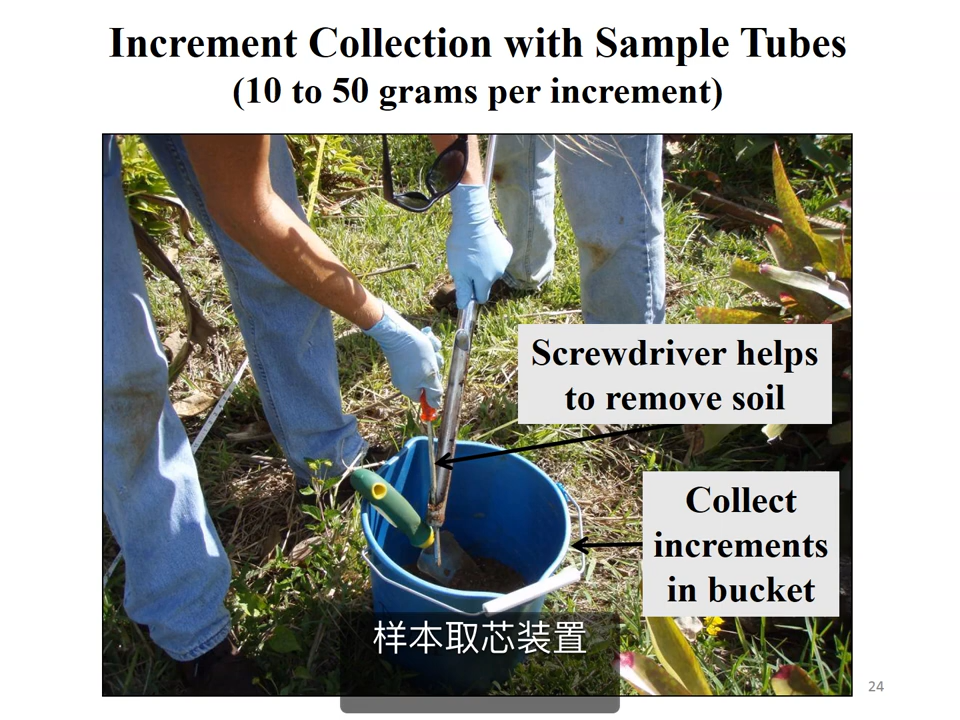 Increment Collection with Sample Tubes
(10 to 50 grams per increment)
Screwdriver helps
to remove soil
Collect
increments
in bucket
样本取芯装置
24